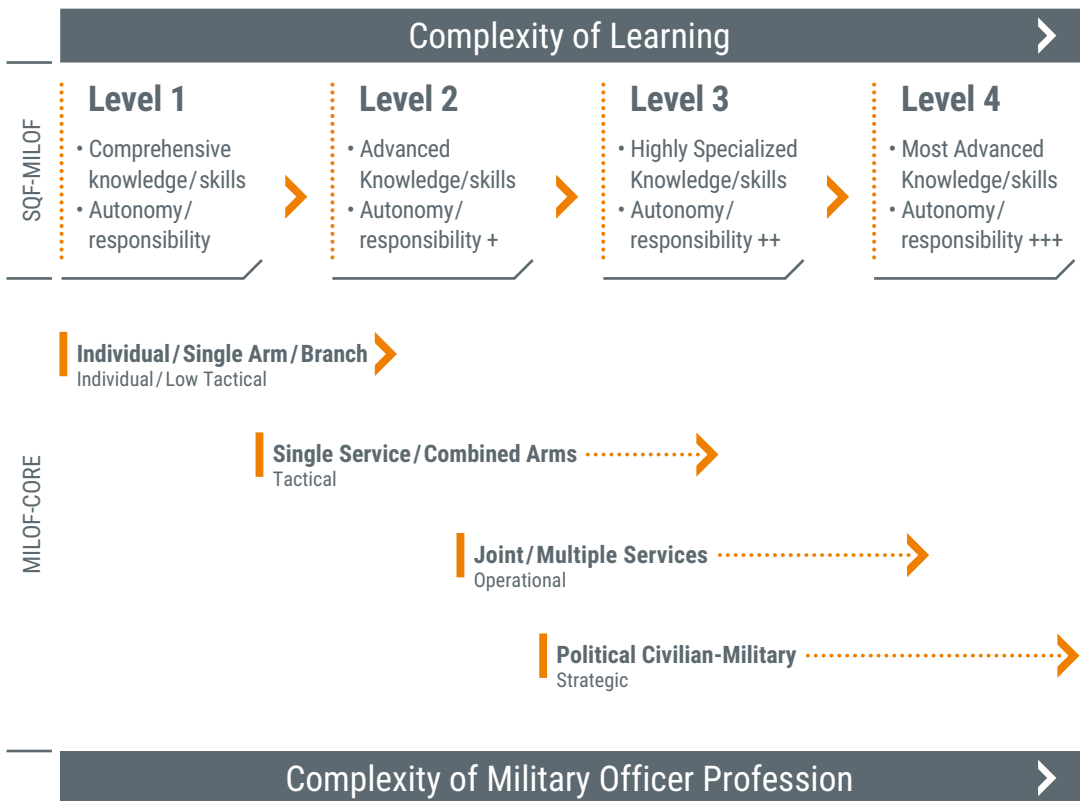 Complexity of Learning
SQF-MILOF
Level 1
• Comprehensive
knowledge/skills
• Autonomy/
responsibility
Level 2
• Advanced
Knowledge/skills
• Autonomy/
responsibility +
Level 3
• Highly Specialized
Knowledge/skills
• Autonomy/
responsibility ++
Level 4
• Most Advanced
Knowledge/skills
• Autonomy/
responsibility +++
MILOF-CORE
Individual/Single Arm/Branch
Individual/Low Tactical
Single Service/Combined Arms
Tactical
Joint/Multiple Services
Operational
Political Civilian-Military
Strategic
Complexity of Military Officer Profession